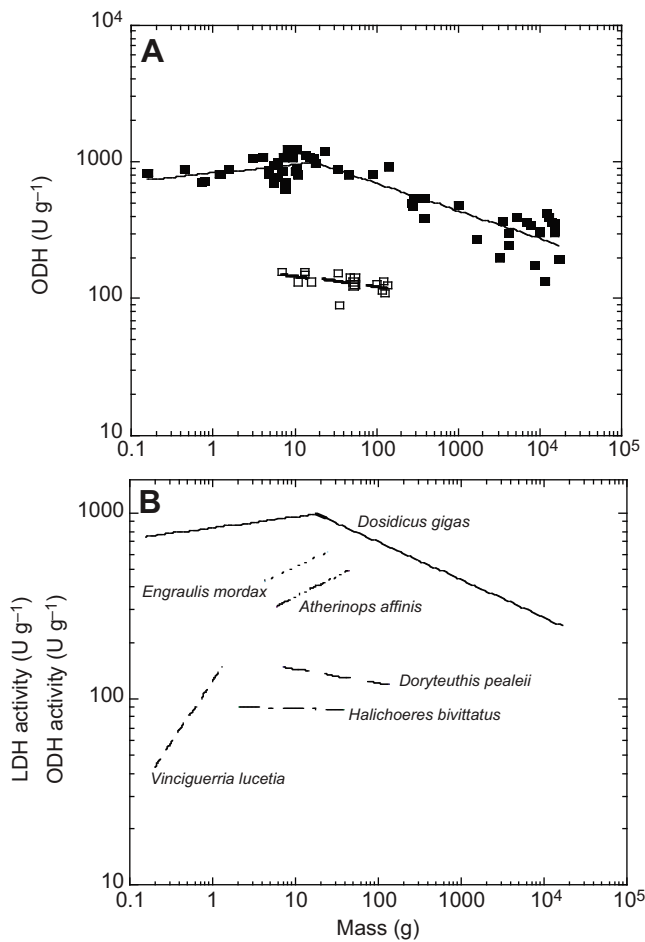 A
10⁴
1000
100
10
ODH (U g⁻¹)
0.1 1 10 100 1000 10⁴ 10⁵
B
1000
100
10
LDH activity (U g⁻¹)
ODH activity (U g⁻¹)
Dosidicus gigas
Engraulis mordax
Atherinops affinis
Doryteuthis pealeii
Halichoeres bivittatus
Vinciguerria lucetia
0.1 1 10 100 1000 10⁴ 10⁵
Mass (g)